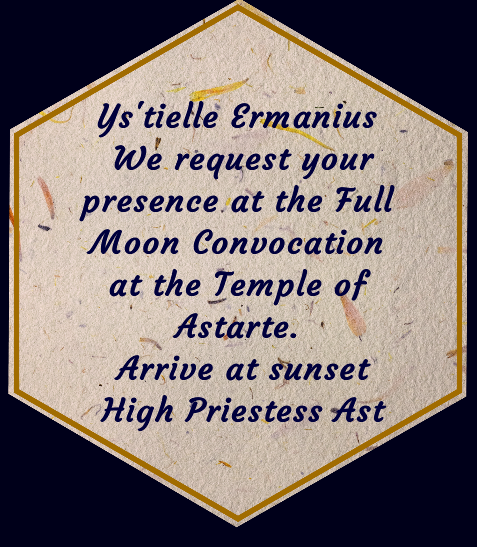 Ys'tielle Ermanius
We request your
presence at the Full
Moon Convocation
at the Temple of
Astarte.
Arrive at sunset
High Priestess Ast